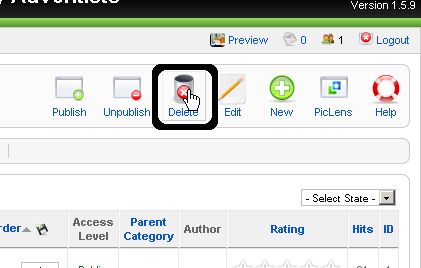 Adventists
Version 1.5.9
Preview 0 1 Logout
Publish Unpublish Delete Edit New PicLens Help
- Select State -
rder Access Level Parent Category Author Rating Hits ID